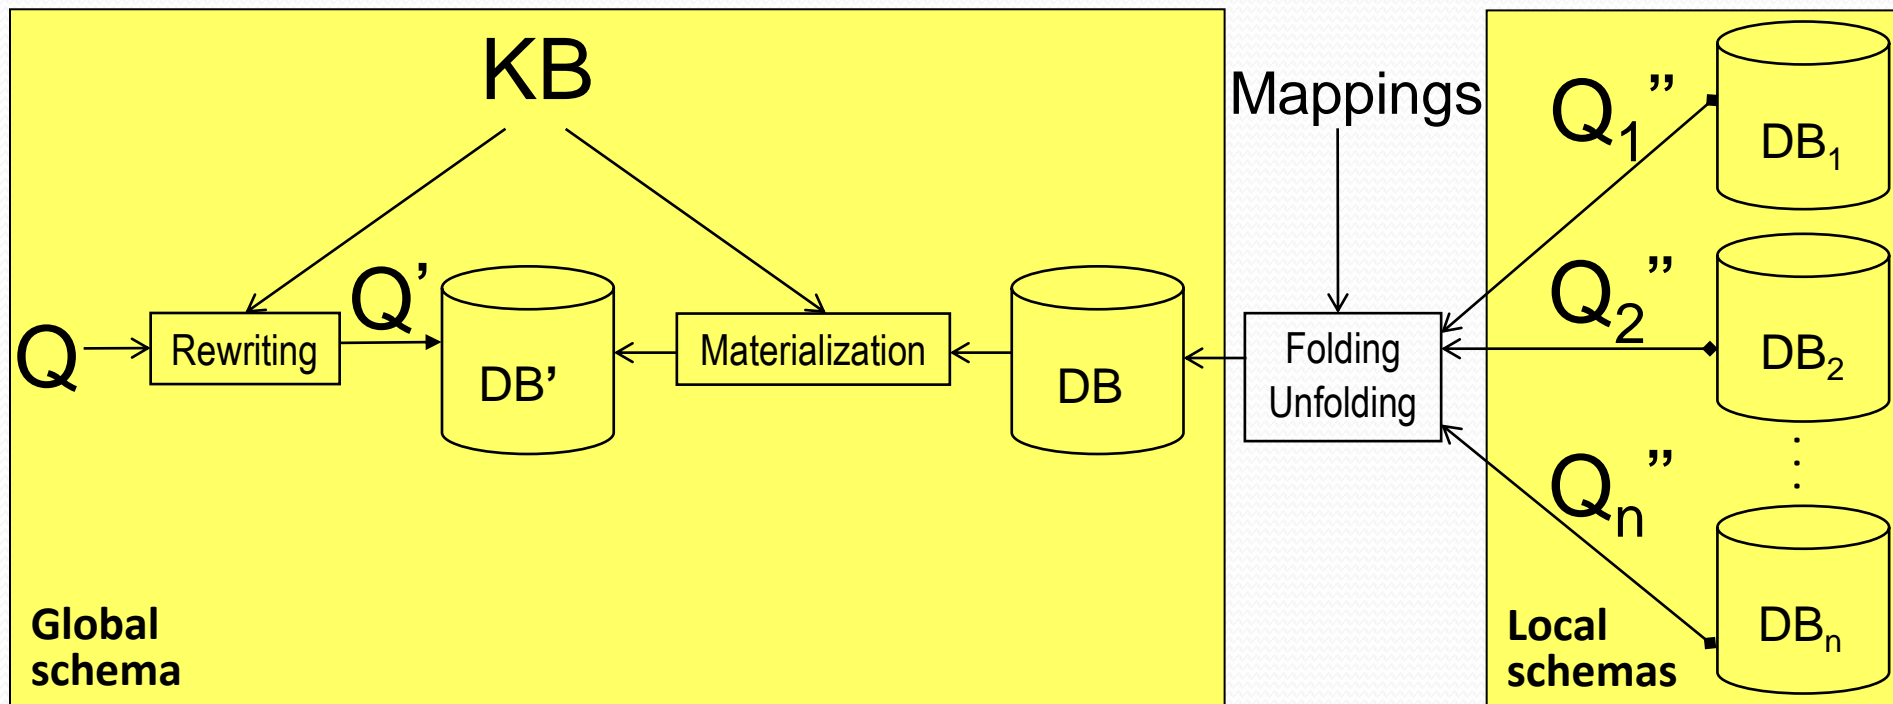 KB
Mappings
Q₁”
DB₁
Q
Rewriting
Q’
DB’
Materialization
DB
Folding
Unfolding
Q₂”
DB₂
⋮
Qₙ”
DBₙ
Global
schema
Local
schemas